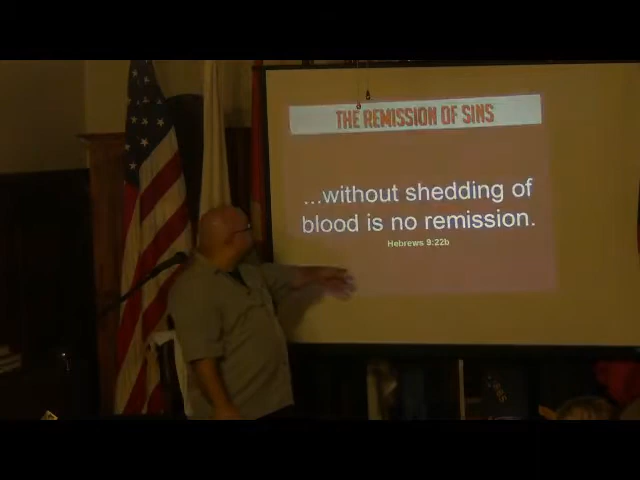 THE REMISSION OF SINS
...without shedding of
blood is no remission.
Hebrews 9:22b